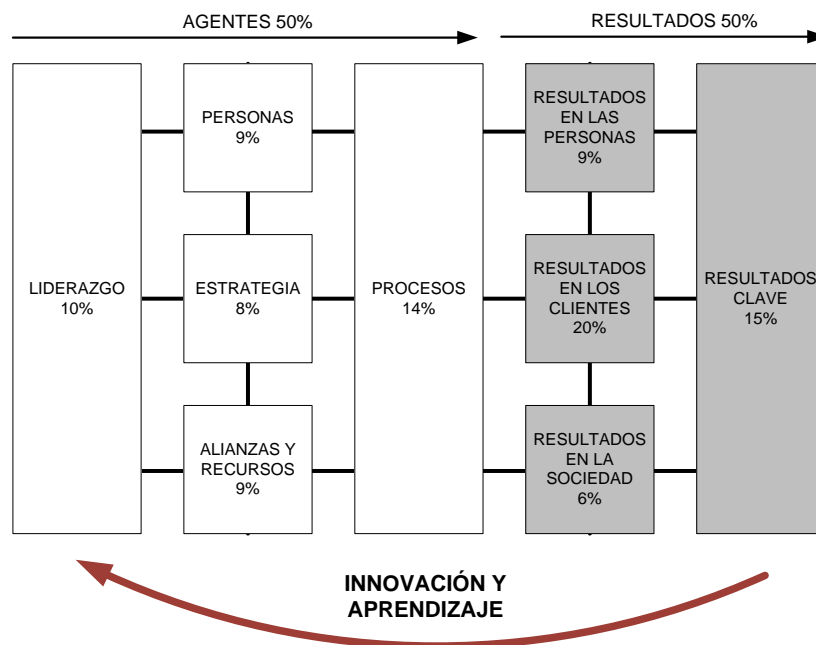 AGENTES 50%
RESULTADOS 50%
LIDERAZGO
10%
PERSONAS
9%
ESTRATEGIA
8%
ALIANZAS Y
RECURSOS
9%
PROCESOS
14%
RESULTADOS
EN LAS
PERSONAS
9%
RESULTADOS
EN LOS
CLIENTES
20%
RESULTADOS
EN LA
SOCIEDAD
6%
RESULTADOS
CLAVE
15%
INNOVACIÓN Y
APRENDIZAJE